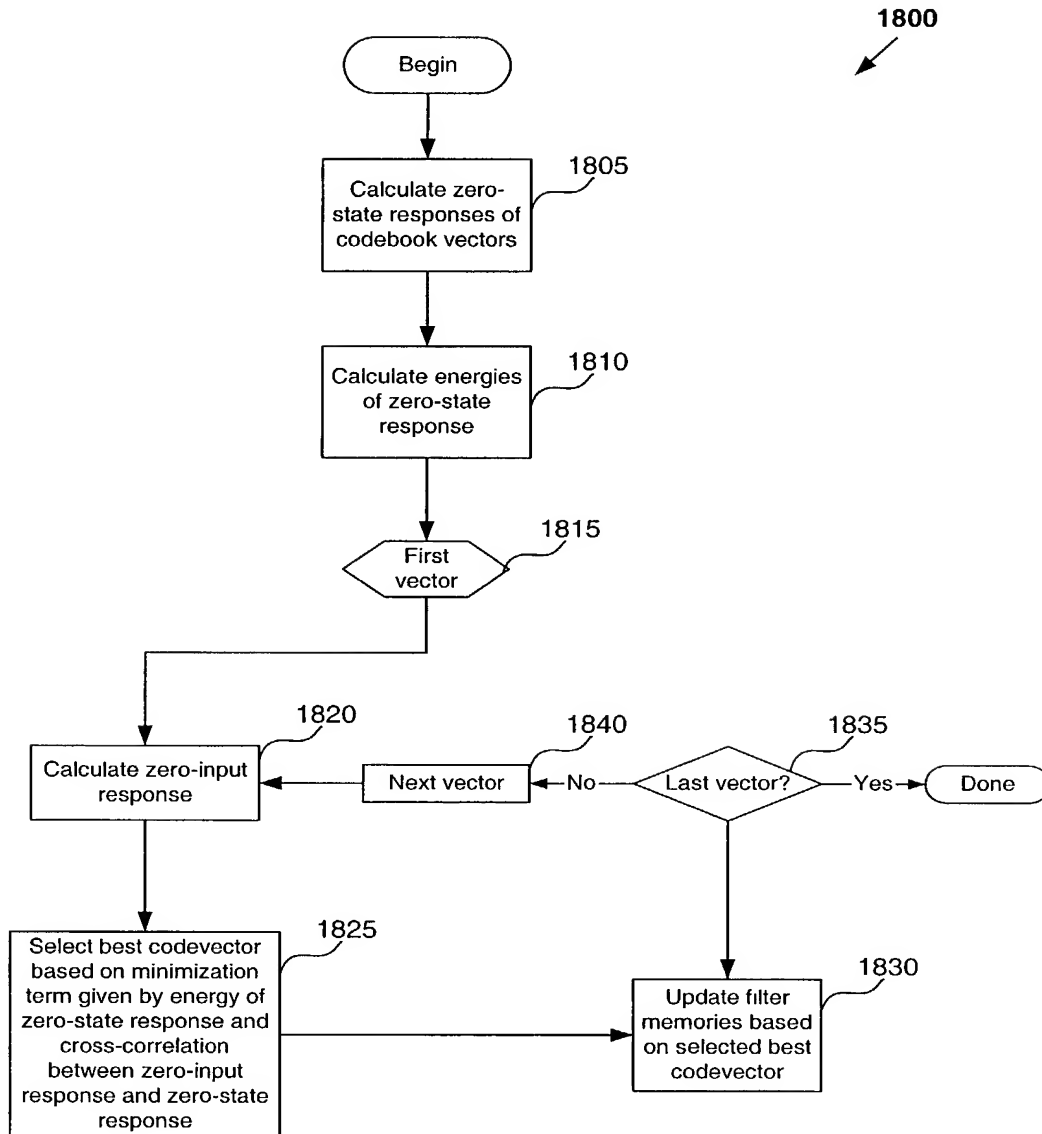 1800
Begin
1805
Calculate zero-
state responses of
codebook vectors
1810
Calculate energies
of zero-state
response
1815
First
vector
1820
Calculate zero-input
response
1840
Next vector
No
1835
Last vector?
Yes
Done
1825
Select best codevector
based on minimization
term given by energy of
zero-state response and
cross-correlation
between zero-input
response and zero-state
response
1830
Update filter
memories based
on selected best
codevector